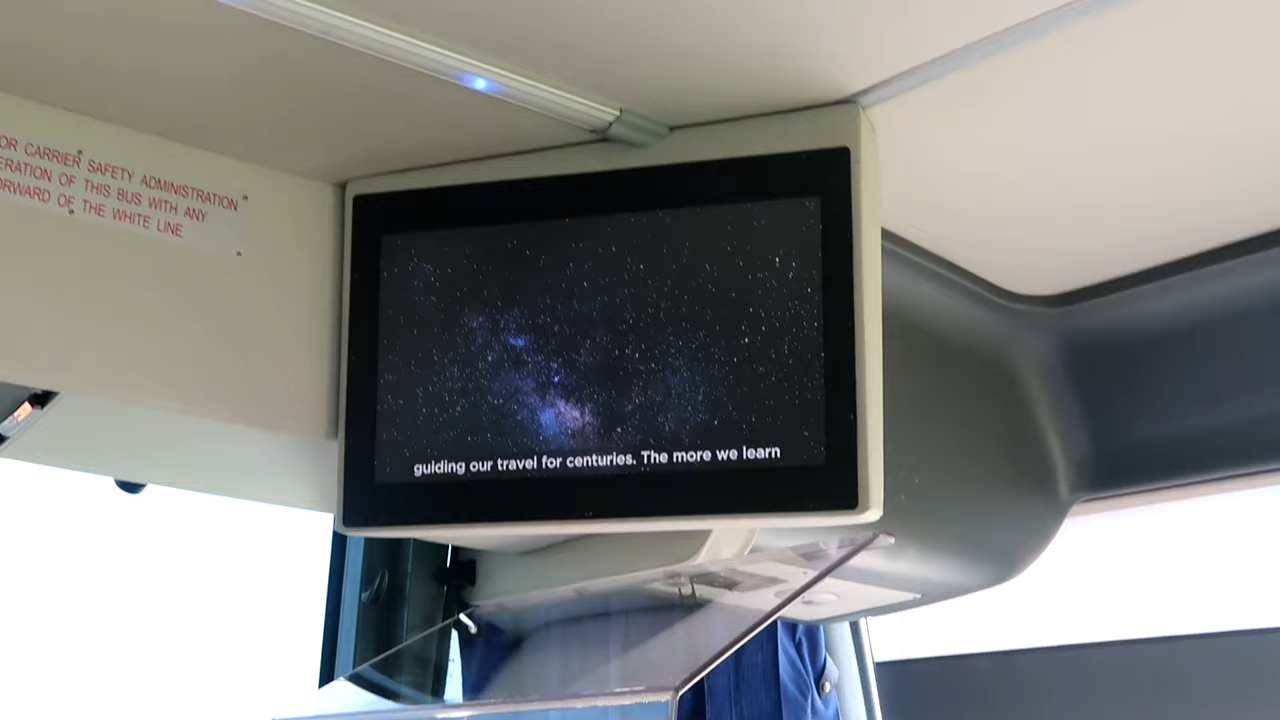 OR CARRIER SAFETY ADMINISTRATION
ERATION OF THIS BUS WITH ANY
ORWARD OF THE WHITE LINE
guiding our travel for centuries. The more we learn